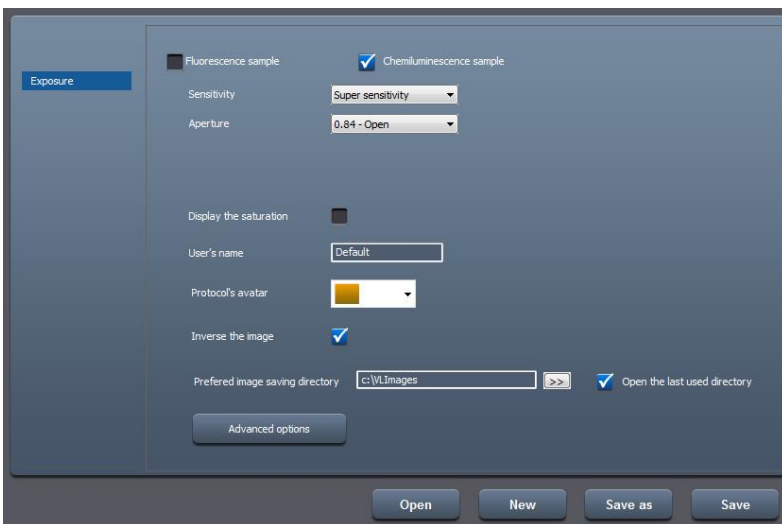 Exposure
Fluorescence sample
Chemiluminescence sample
Sensitivity
Super sensitivity
Aperture
0.84 - Open
Display the saturation
User's name
Default
Protocol's avatar
Inverse the image
Prefered image saving directory
c:\VLImages
>>
Open the last used directory
Advanced options
Open
New
Save as
Save